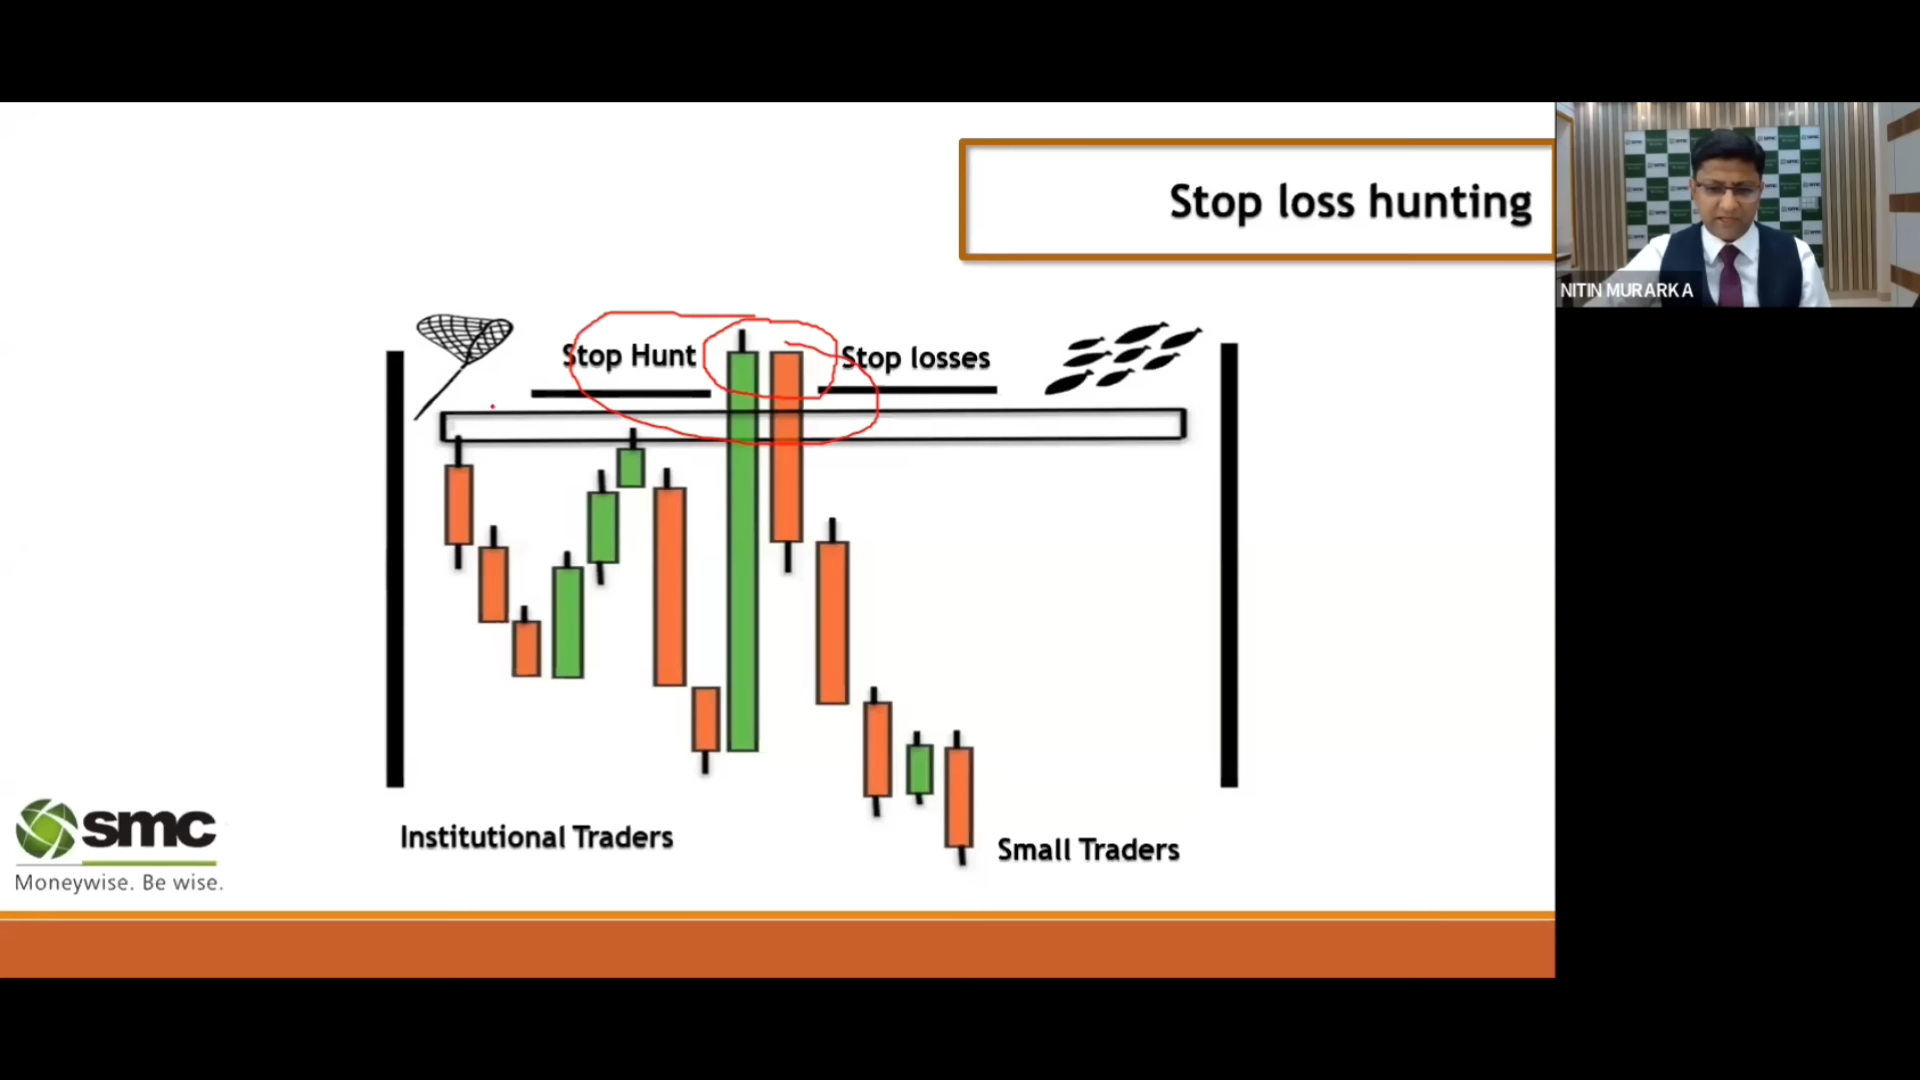 Stop loss hunting
NITIN MURARKA
Stop Hunt
Stop losses
Institutional Traders
Small Traders
smc
Moneywise. Be wise.